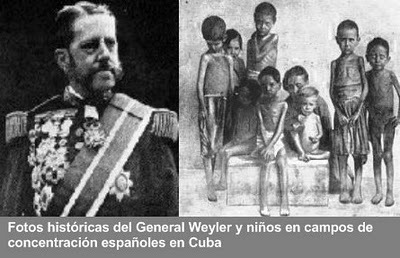 Fotos históricas del General Weyler y niños en campos de
concentración españoles en Cuba